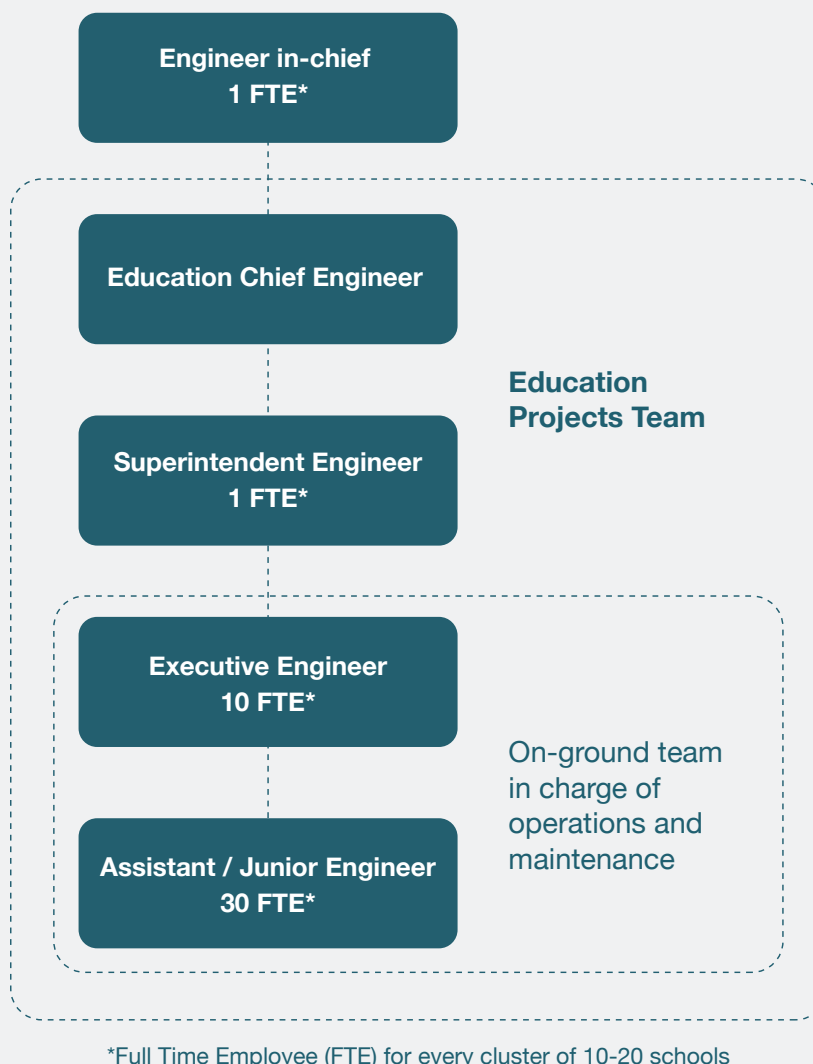 Engineer in-chief
1 FTE*
Education Chief Engineer
Education
Projects Team
Superintendent Engineer
1 FTE*
Executive Engineer
10 FTE*
On-ground team
in charge of
operations and
maintenance
Assistant / Junior Engineer
30 FTE*
*Full Time Employee (FTE) for every cluster of 10-20 schools